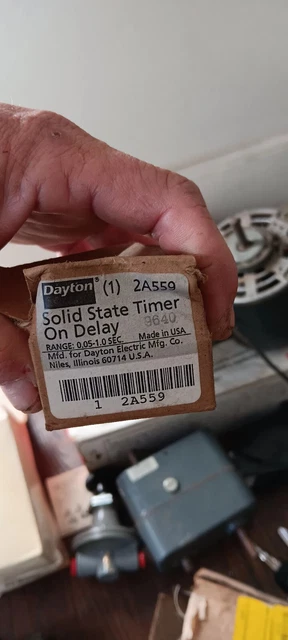 Dayton® (1) 2A559
Solid State Timer
On Delay 9640
RANGE: 0.05-1.0 SEC. Made in USA
Mfd. for Dayton Electric Mfg. Co.
Niles, Illinois 60714 U.S.A.
1 2A559